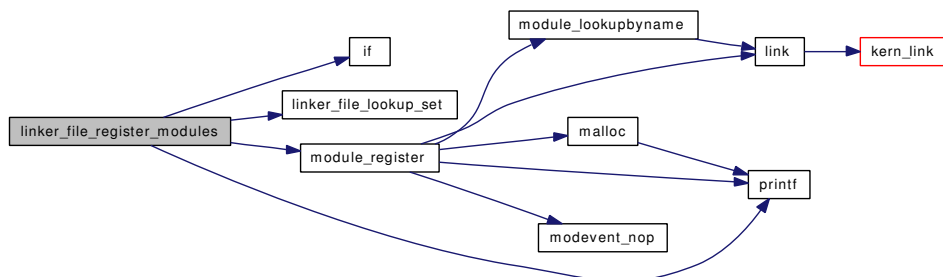 module_lookupbyname
if
link
kern_link
linker_file_lookup_set
linker_file_register_modules
malloc
module_register
printf
modevent_nop